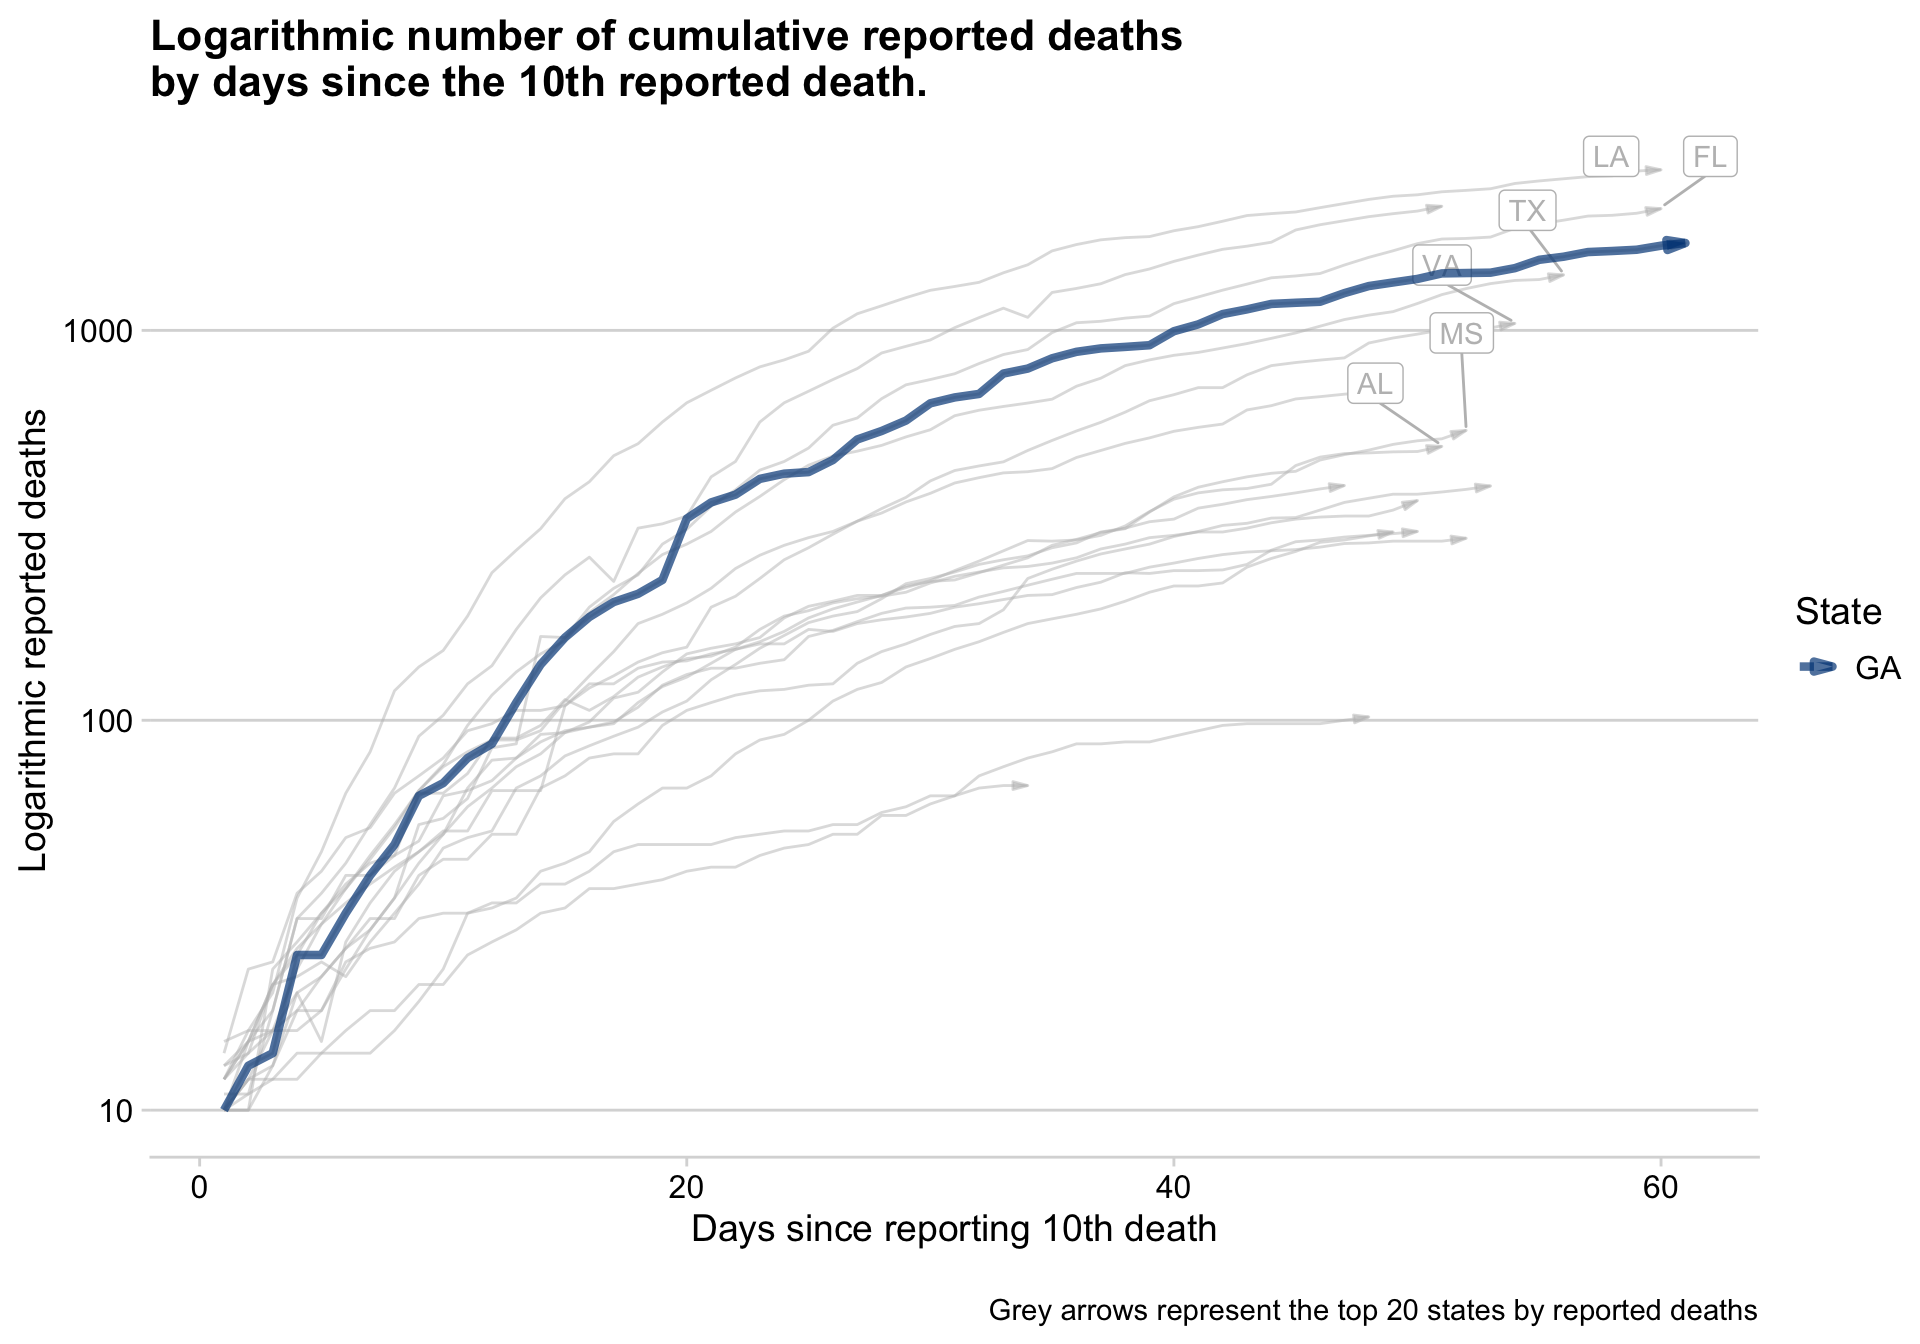 Logarithmic number of cumulative reported deaths
by days since the 10th reported death.
LA
FL
TX
VA
MS
AL
1000
100
10
Logarithmic reported deaths
0
20
40
60
Days since reporting 10th death
State
GA
Grey arrows represent the top 20 states by reported deaths